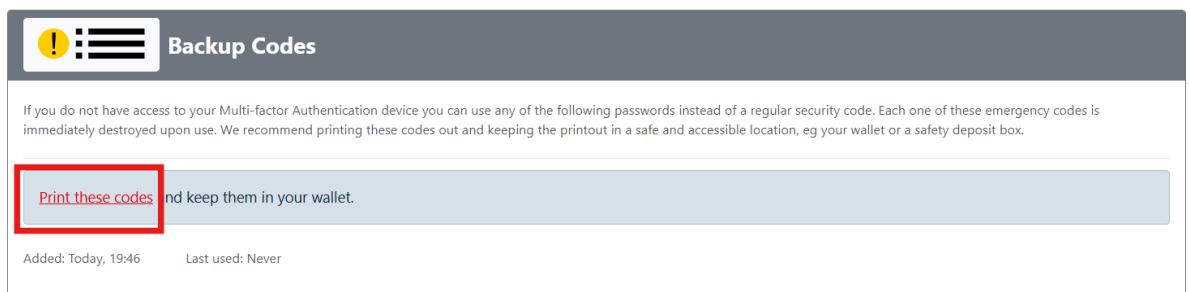 Backup Codes
If you do not have access to your Multi-factor Authentication device you can use any of the following passwords instead of a regular security code. Each one of these emergency codes is
immediately destroyed upon use. We recommend printing these codes out and keeping the printout in a safe and accessible location, eg your wallet or a safety deposit box.
Print these codes nd keep them in your wallet.
Added: Today, 19:46 Last used: Never